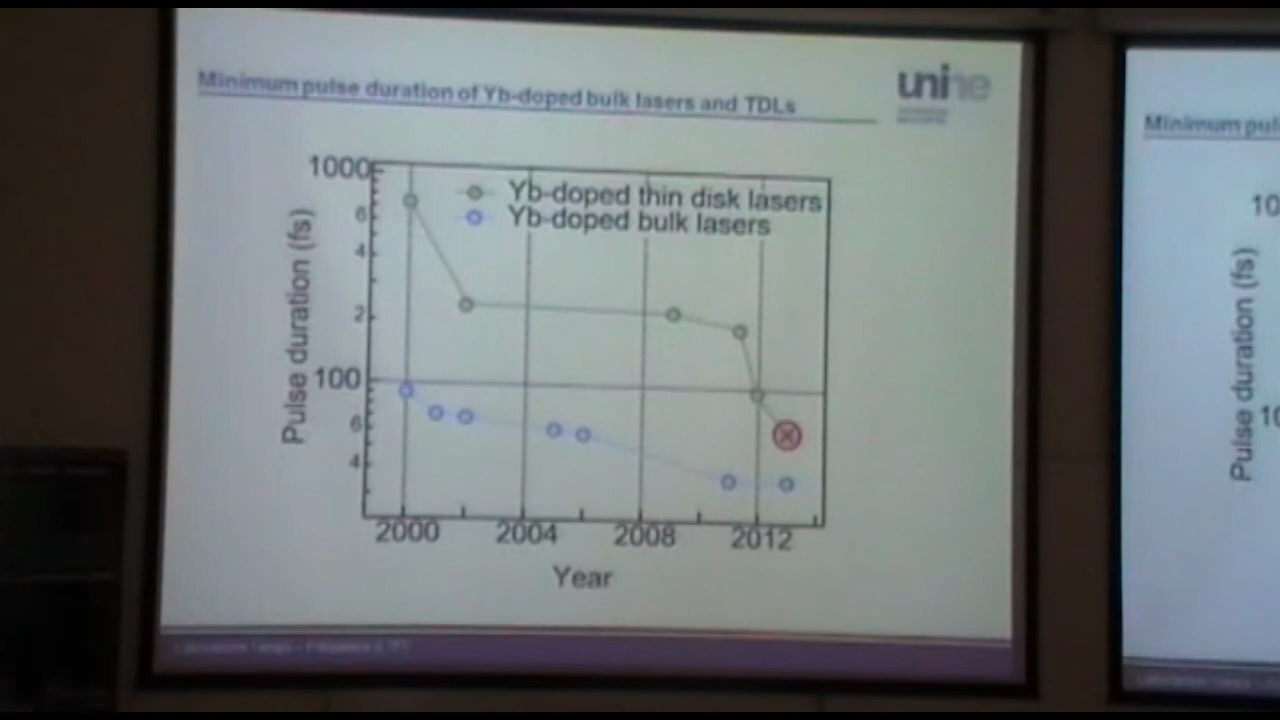 Minimum pulse duration of Yb-doped bulk lasers and TDLs
unine
1000
Yb-doped thin disk lasers
Yb-doped bulk lasers
6
4
2
100
6
4
Pulse duration (fs)
2000 2004 2008 2012
Year
Minimum pul
10
Pulse duration (fs)
10